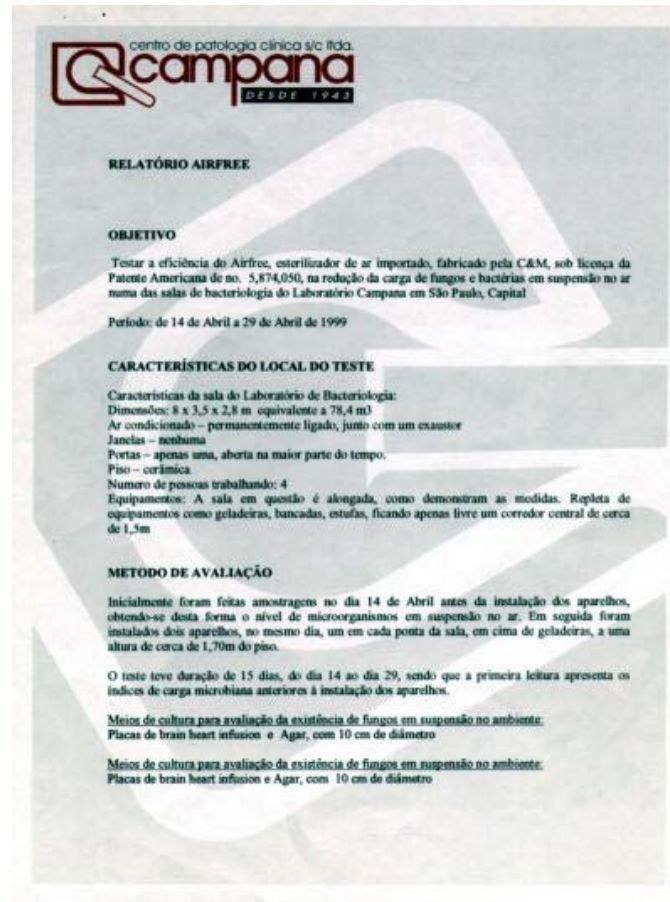 centro de patologia clínica s/c ltda.
campana
DESDE 1943
RELATÓRIO AIRFREE
OBJETIVO
Testar a eficiência do Airfree, esterilizador de ar importado, fabricado pela C&M, sob licença da
Patente Americana de no. 5,874,050, na redução da carga de fungos e bactérias em suspensão no ar
numa das salas de bacteriologia do Laboratório Campana em São Paulo, Capital
Período: de 14 de Abril a 29 de Abril de 1999
CARACTERÍSTICAS DO LOCAL DO TESTE
Características da sala do Laboratório de Bacteriologia:
Dimensões: 8 x 3,5 x 2,8 m equivalente a 78,4 m3
Ar condicionado – permanentemente ligado, junto com um exaustor
Janelas – nenhuma
Portas – apenas uma, aberta na maior parte do tempo.
Piso – cerâmica
Numero de pessoas trabalhando: 4
Equipamentos: A sala em questão é alongada, como demonstram as medidas. Repleta de
equipamentos como geladeiras, bancadas, estufas, ficando apenas livre um corredor central de cerca
de 1,5m
METODO DE AVALIAÇÃO
Inicialmente foram feitas amostragens no dia 14 de Abril antes da instalação dos aparelhos,
obtendo-se desta forma o nível de microorganismos em suspensão no ar. Em seguida foram
instalados dois aparelhos, no mesmo dia, um em cada ponta da sala, em cima de geladeiras, a uma
altura de cerca de 1,70m do piso.
O teste teve duração de 15 dias, do dia 14 ao dia 29, sendo que a primeira leitura apresenta os
índices de carga microbiana anteriores à instalação dos aparelhos.
Meios de cultura para avaliação da existência de fungos em suspensão no ambiente:
Placas de brain heart infusion e Agar, com 10 cm de diâmetro
Meios de cultura para avaliação da existência de fungos em suspensão no ambiente:
Placas de brain heart infusion e Agar, com 10 cm de diâmetro